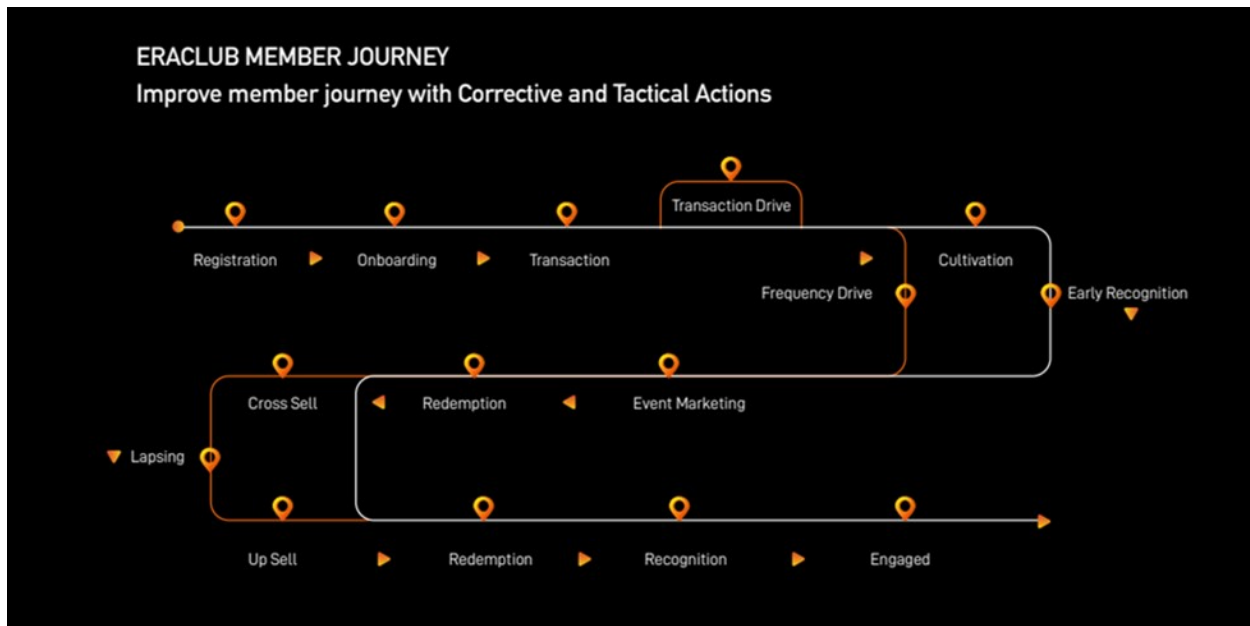 ERACLUB MEMBER JOURNEY
Improve member journey with Corrective and Tactical Actions
Transaction Drive
Registration
Onboarding
Transaction
Cultivation
Frequency Drive
Early Recognition
Cross Sell
Redemption
Event Marketing
Lapsing
Up Sell
Redemption
Recognition
Engaged